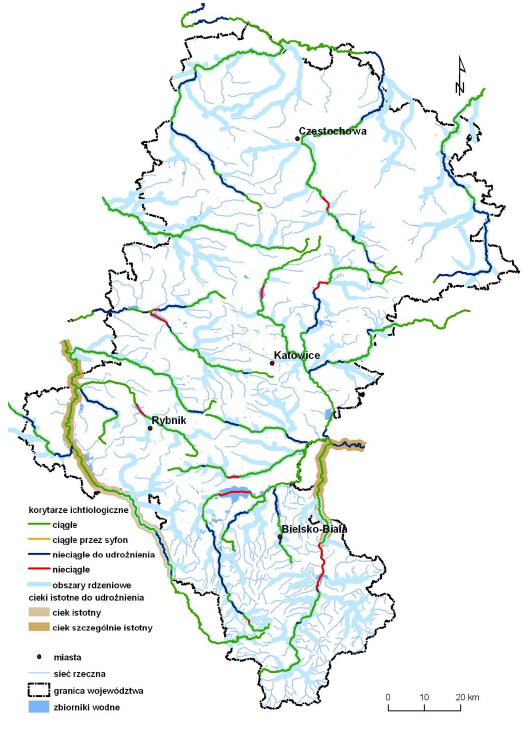 N
Częstochowa
Katowice
Rybnik
Bielsko-Biała
korytarze ichtiologiczne
ciągłe
ciągłe przez syfon
nieciągłe do udrożnienia
nieciągłe
obszary rdzeniowe
cieki istotne do udrożnienia
ciek istotny
ciek szczególnie istotny
miasta
sieć rzeczna
granica województwa
zbiorniki wodne
0 10 20 km